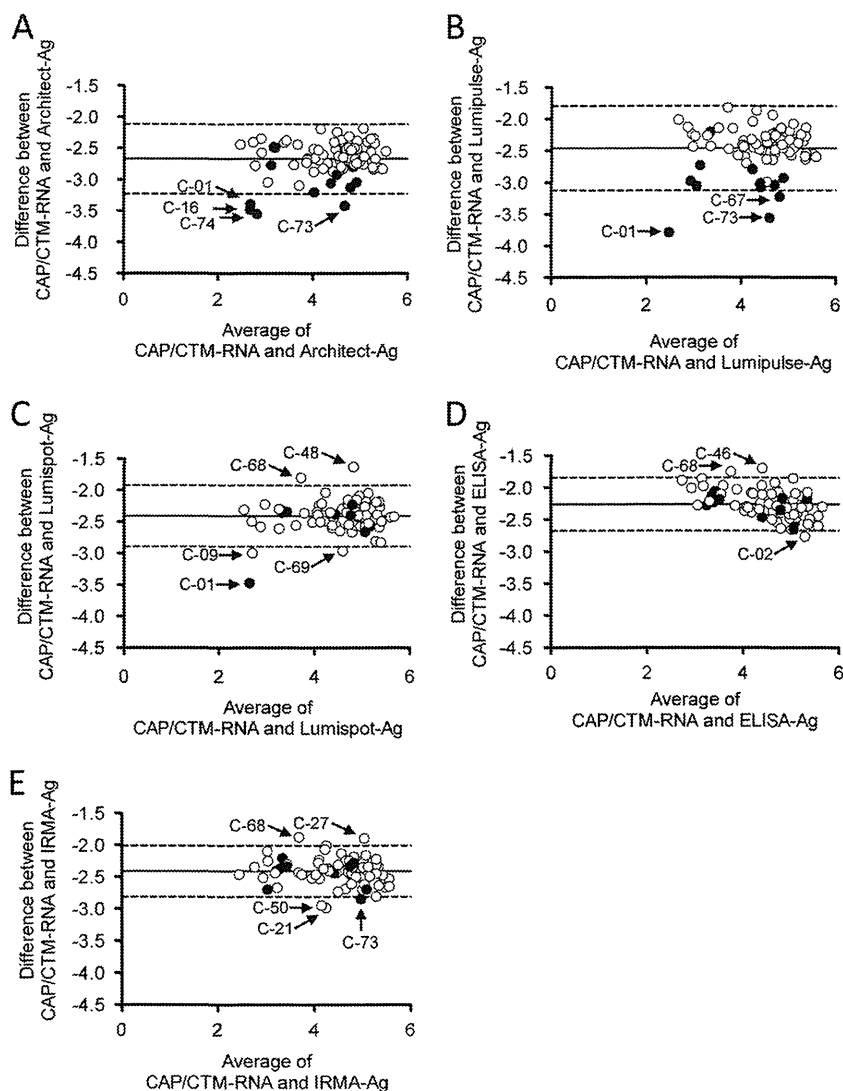 A
Difference between
CAP/CTM-RNA and Architect-Ag
-1.5
-2.0
-2.5
-3.0
-3.5
-4.0
-4.5
C-01
C-16
C-74
C-73
0
2
4
6
Average of
CAP/CTM-RNA and Architect-Ag
B
Difference between
CAP/CTM-RNA and Lumipulse-Ag
-1.5
-2.0
-2.5
-3.0
-3.5
-4.0
-4.5
C-67
C-73
C-01
0
2
4
6
Average of
CAP/CTM-RNA and Lumipulse-Ag
C
Difference between
CAP/CTM-RNA and Lumispot-Ag
-1.5
-2.0
-2.5
-3.0
-3.5
-4.0
-4.5
C-48
C-68
C-09
C-69
C-01
0
2
4
6
Average of
CAP/CTM-RNA and Lumispot-Ag
D
Difference between
CAP/CTM-RNA and ELISA-Ag
-1.5
-2.0
-2.5
-3.0
-3.5
-4.0
-4.5
C-46
C-68
C-02
0
2
4
6
Average of
CAP/CTM-RNA and ELISA-Ag
E
Difference between
CAP/CTM-RNA and IRMA-Ag
-1.5
-2.0
-2.5
-3.0
-3.5
-4.0
-4.5
C-68
C-27
C-50
C-21
C-73
0
2
4
6
Average of
CAP/CTM-RNA and IRMA-Ag